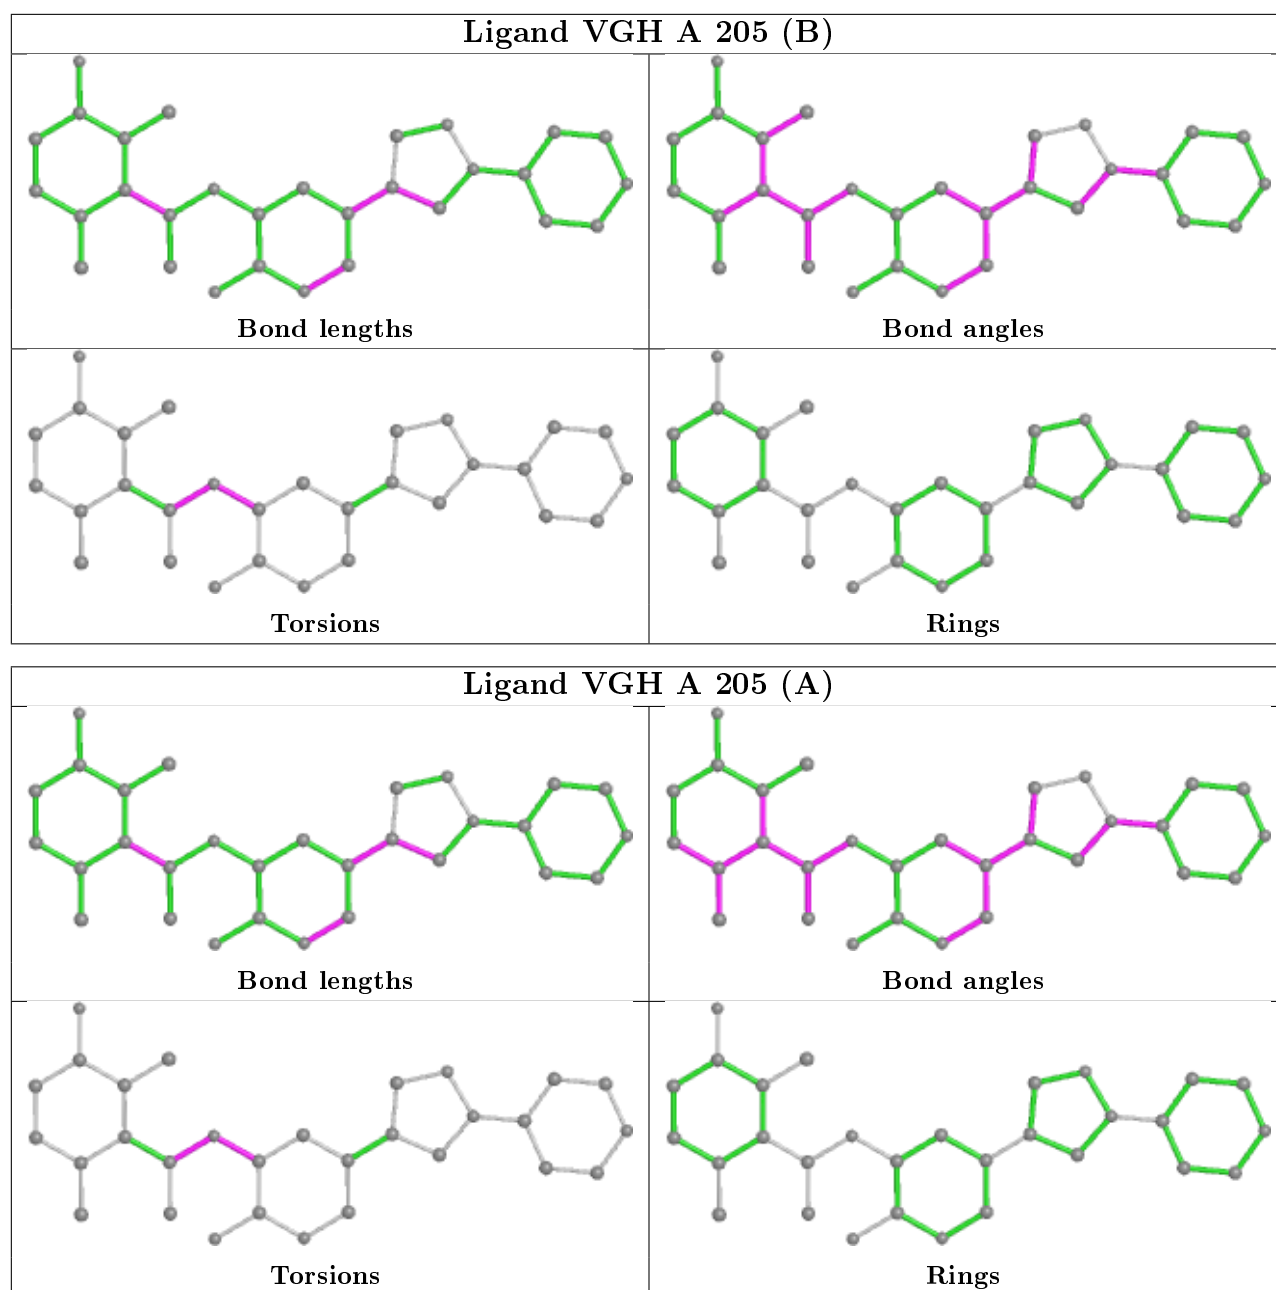 Ligand VGH A 205 (B)
Bond lengths
Bond angles
Torsions
Rings
Ligand VGH A 205 (A)
Bond lengths
Bond angles
Torsions
Rings